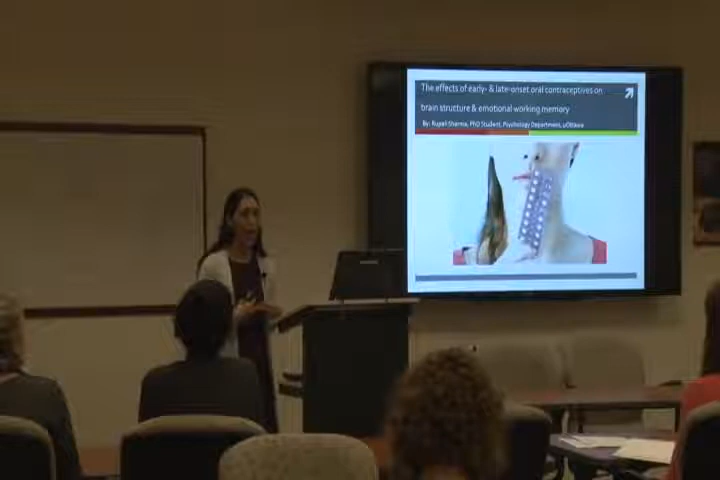 The effects of early- & late-onset oral contraceptives on
brain structure & emotional working memory
By: Rupali Sharma, PhD Student, Psychology Department, uOttawa